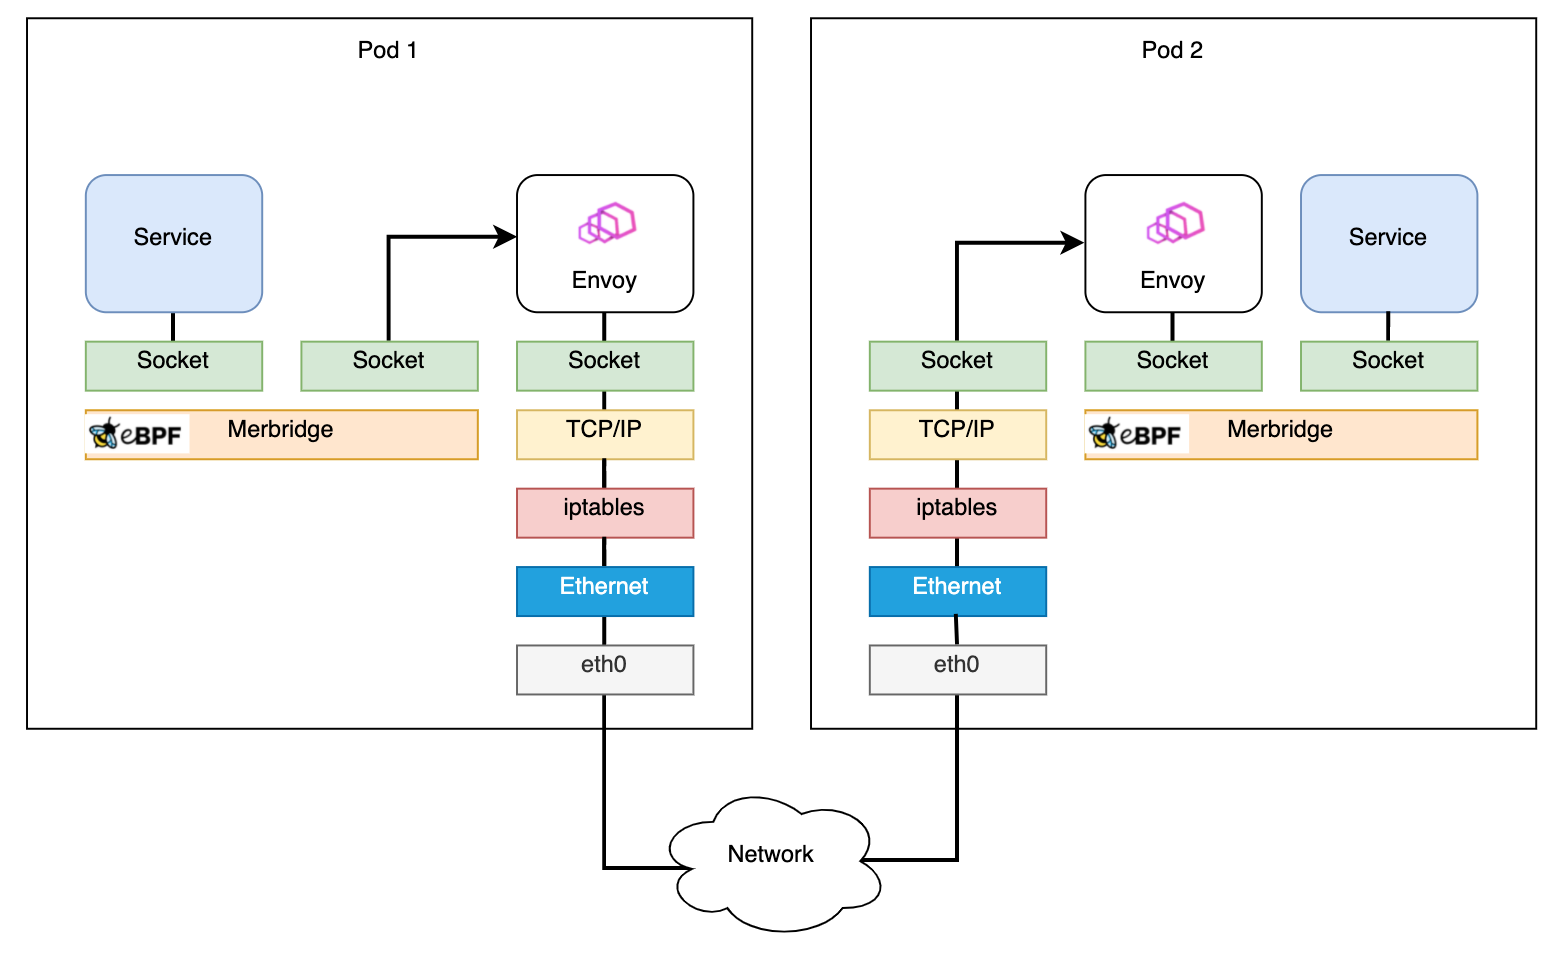 Pod 1
Pod 2
Service
Envoy
Envoy
Service
Socket
Socket
Socket
Socket
Socket
Socket
eBPF
Merbridge
TCP/IP
TCP/IP
eBPF
Merbridge
iptables
iptables
Ethernet
Ethernet
eth0
eth0
Network